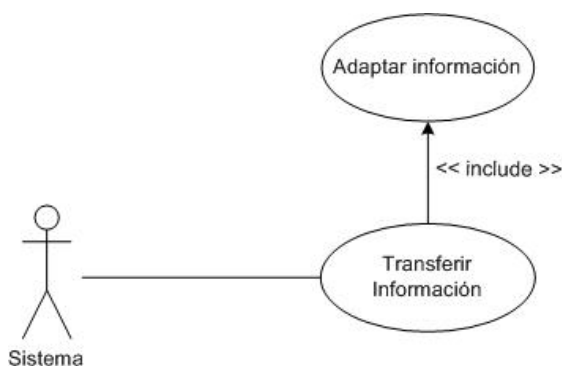 Adaptar información
<< include >>
Transferir
Información
Sistema